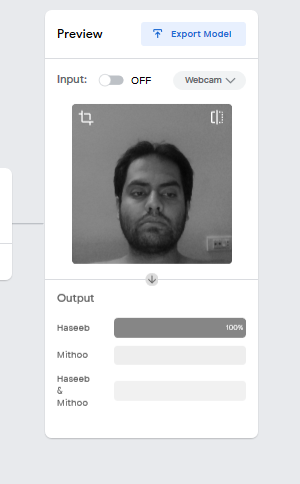 Preview
Export Model
Input:
OFF
Webcam
Output
Haseeb
100%
Mithoo
Haseeb
&
Mithoo